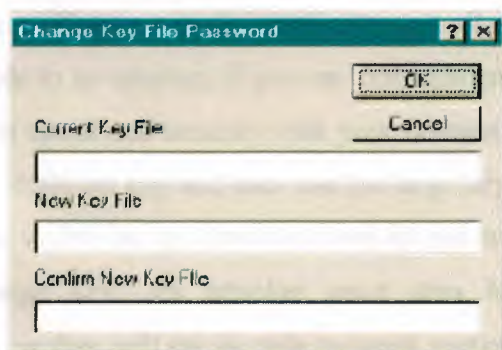 Change Key File Password
OK
Current Key File
Cancel
New Key File
Confirm New Key File